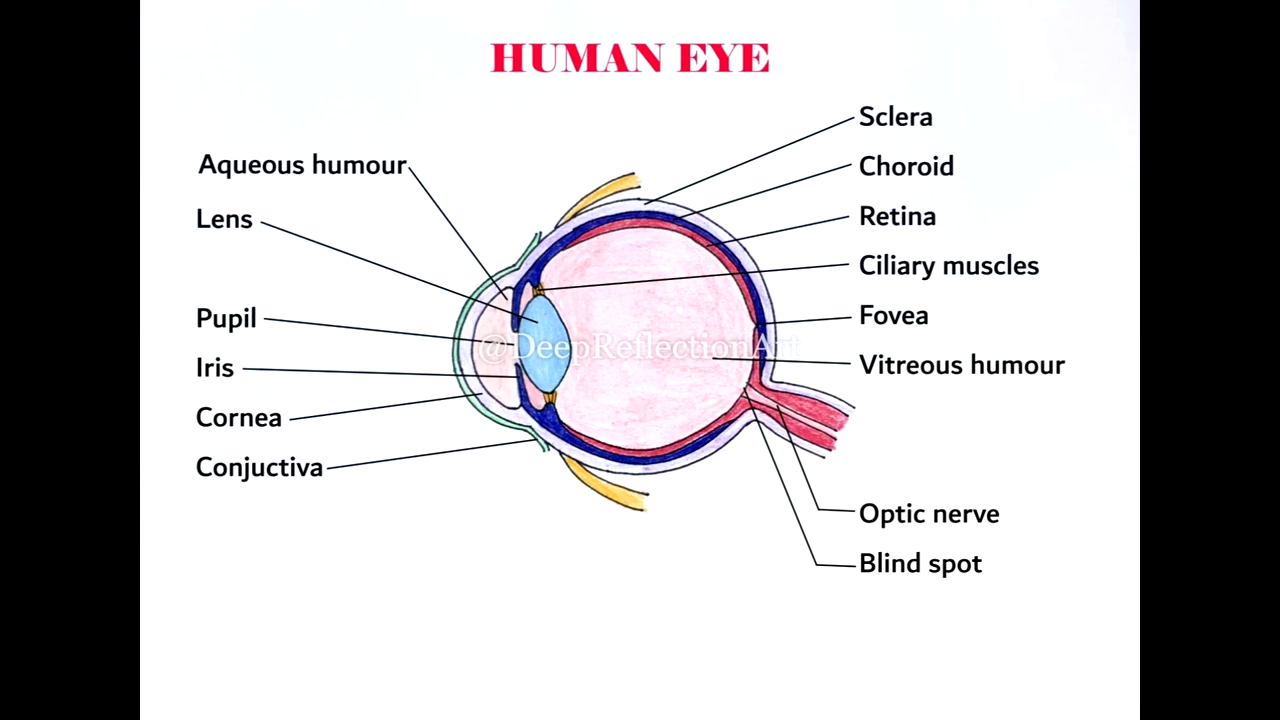 HUMAN EYE
Aqueous humour
Lens
Pupil
Iris
Cornea
Conjuctiva
Sclera
Choroid
Retina
Ciliary muscles
Fovea
Vitreous humour
Optic nerve
Blind spot
@DeepReflectionArt